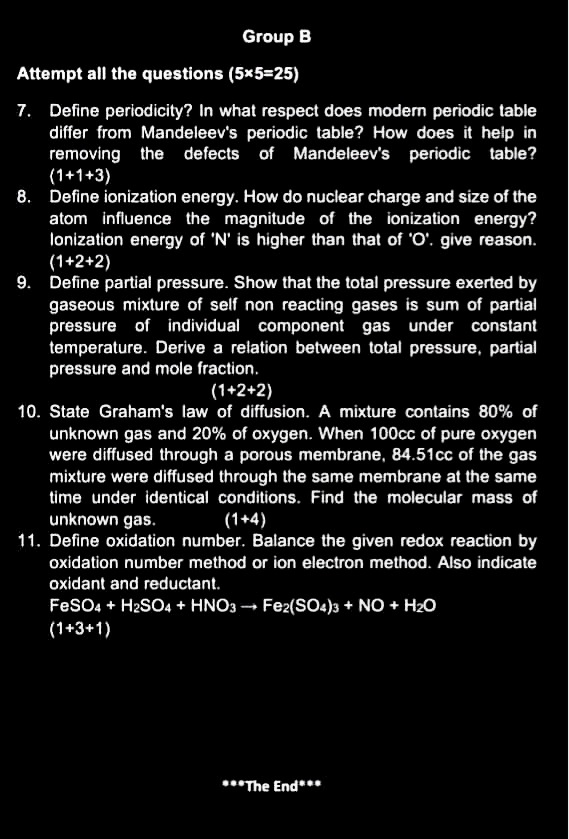 Group B
Attempt all the questions (5×5=25)
7. Define periodicity? In what respect does modern periodic table
differ from Mandeleev's periodic table? How does it help in
removing the defects of Mandeleev's periodic table?
(1+1+3)
8. Define ionization energy. How do nuclear charge and size of the
atom influence the magnitude of the ionization energy?
Ionization energy of 'N' is higher than that of 'O'. give reason.
(1+2+2)
9. Define partial pressure. Show that the total pressure exerted by
gaseous mixture of self non reacting gases is sum of partial
pressure of individual component gas under constant
temperature. Derive a relation between total pressure, partial
pressure and mole fraction.
(1+2+2)
10. State Graham's law of diffusion. A mixture contains 80% of
unknown gas and 20% of oxygen. When 100cc of pure oxygen
were diffused through a porous membrane, 84.51cc of the gas
mixture were diffused through the same membrane at the same
time under identical conditions. Find the molecular mass of
unknown gas. (1+4)
11. Define oxidation number. Balance the given redox reaction by
oxidation number method or ion electron method. Also indicate
oxidant and reductant.
FeSO₄ + H₂SO₄ + HNO₃ → Fe₂(SO₄)₃ + NO + H₂O
(1+3+1)
***The End***